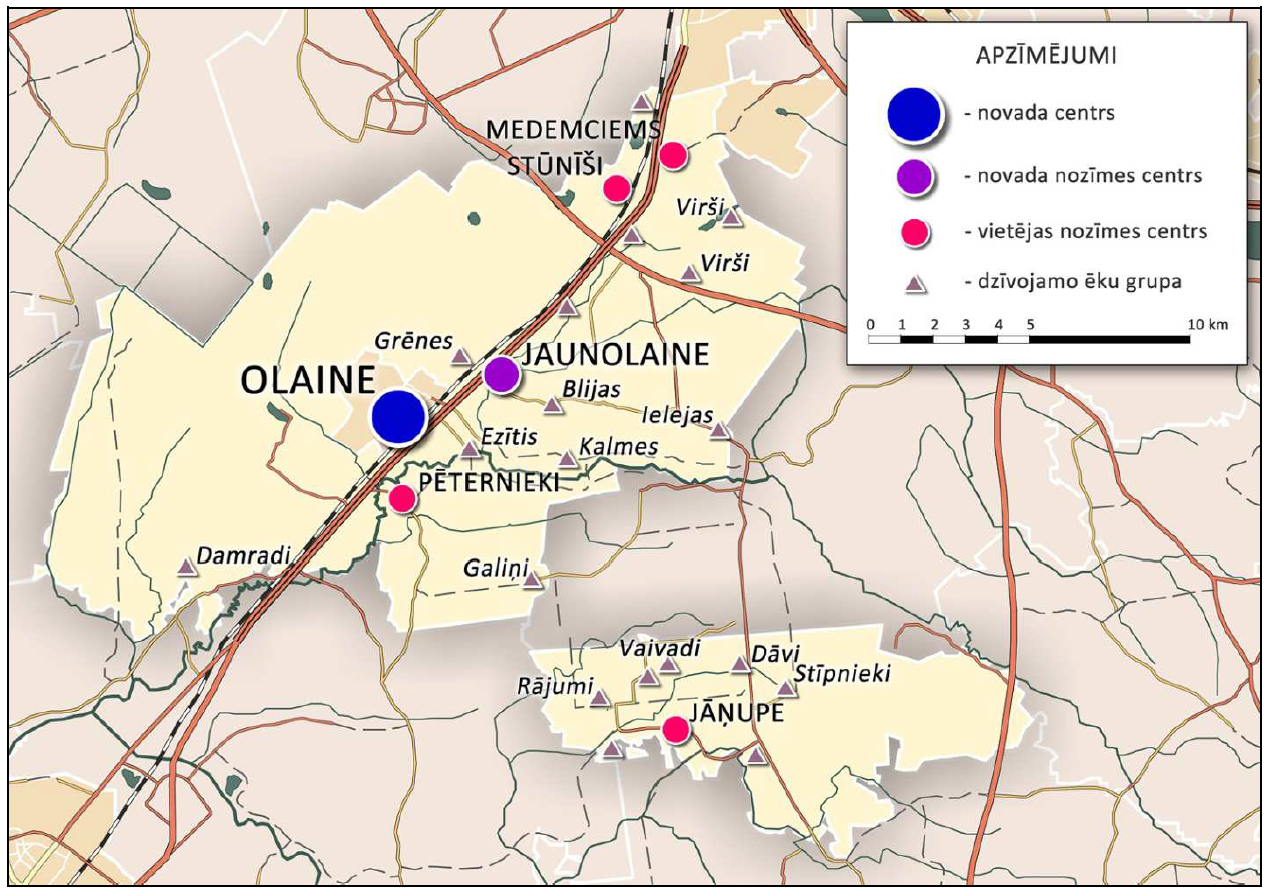 APZĪMĒJUMI
- novada centrs
- novada nozīmes centrs
- vietējas nozīmes centrs
- dzīvojamo ēku grupa
0 1 2 3 4 5 10 km
MEDEMCIEMS
STŪNĪŠI
Virši
Virši
Grēnes
JAUNOLAINE
OLAINE
Blijas
Ielejas
Ezītis
Kalmes
PĒTERNIEKI
Damradi
Galiņi
Vaivadi
Dāvi
Stīpnieki
Rājumi
JĀŅUPE